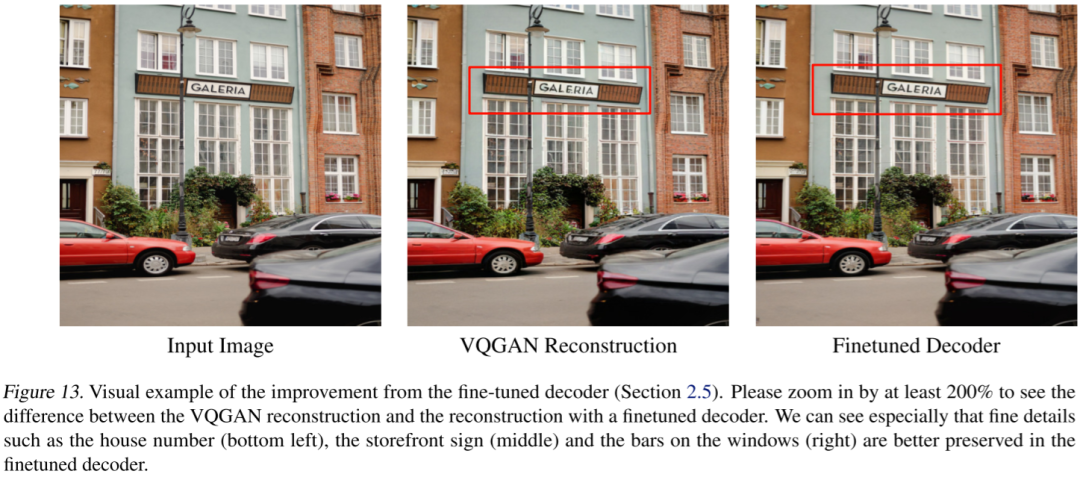 GALERIA
GALERIA
GALERIA
Input Image
VQGAN Reconstruction
Finetuned Decoder
Figure 13. Visual example of the improvement from the fine-tuned decoder (Section 2.5). Please zoom in by at least 200% to see the
difference between the VQGAN reconstruction and the reconstruction with a finetuned decoder. We can see especially that fine details
such as the house number (bottom left), the storefront sign (middle) and the bars on the windows (right) are better preserved in the
finetuned decoder.